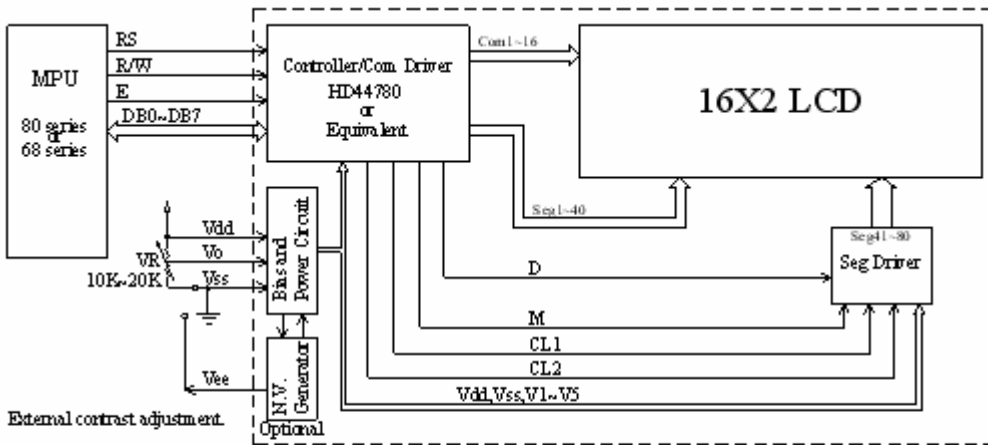 MPU
80 series
or
68 series
RS
R/W
E
DB0~DB7
Controller/Com Driver
HD44780
or
Equivalent
Com1~16
16X2 LCD
Seg1~40
Seg41~80
Seg Driver
Vdd
Vo
Vss
VR
10K~20K
Bias and
Power Circuit
D
M
CL1
CL2
Vdd,Vss,V1~V5
Vee
N.V.
Generator
Optional
External contrast adjustment.